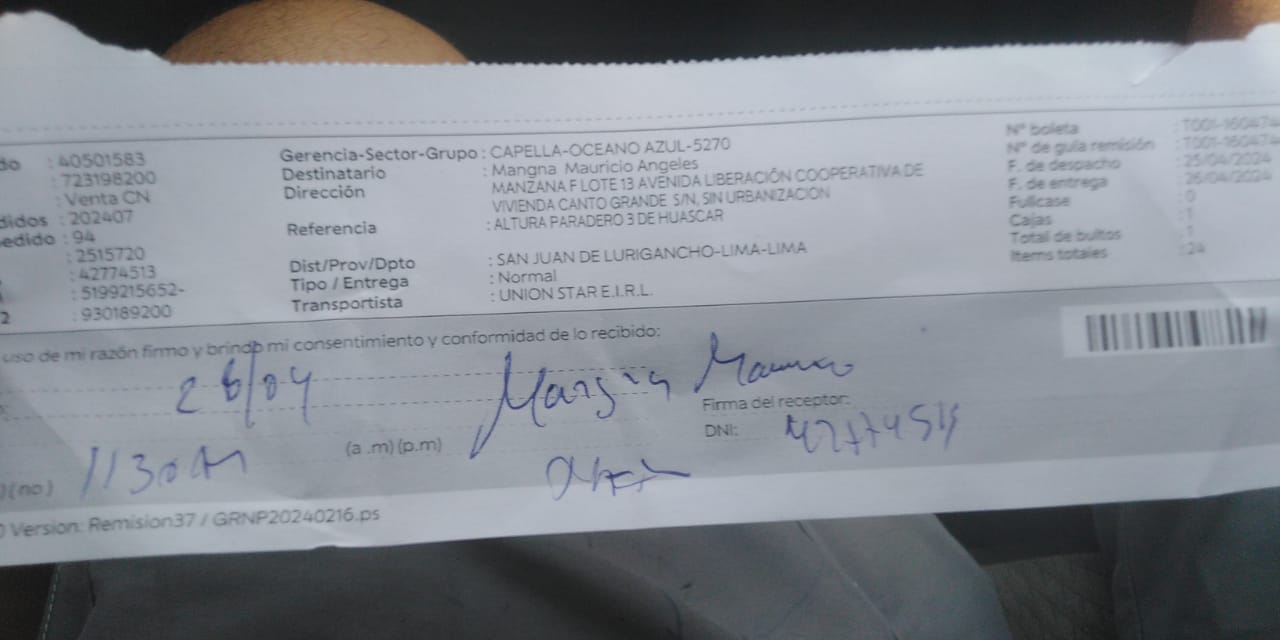 do : 40501583
: 723198200
: Venta CN
didos : 202407
edido : 94
: 2515720
: 42774513
: 5199215652-
2 : 930189200
Gerencia-Sector-Grupo : CAPELLA-OCEANO AZUL-5270
Destinatario : Mangna Mauricio Angeles
Dirección MANZANA F LOTE 13 AVENIDA LIBERACIÓN COOPERATIVA DE
VIVIENDA CANTO GRANDE S/N, SIN URBANIZACION
Referencia : ALTURA PARADERO 3 DE HUASCAR
Dist/Prov/Dpto : SAN JUAN DE LURIGANCHO-LIMA-LIMA
Tipo / Entrega : Normal
Transportista : UNION STAR E.I.R.L.
N° boleta : T001-160474
N° de guía remisión : T001-160474
F. de despacho : 25/04/2024
F. de entrega : 26/04/2024
Fullcase : 0
Cajas : 1
Total de bultos : 1
Items totales : 24
uso de mi razón firmo y brindo mi consentimiento y conformidad de lo recibido:
26/04
Firma del receptor:
(a .m) (p.m)
DNI:
)(no)
Version: Remision37 / GRNP20240216.ps